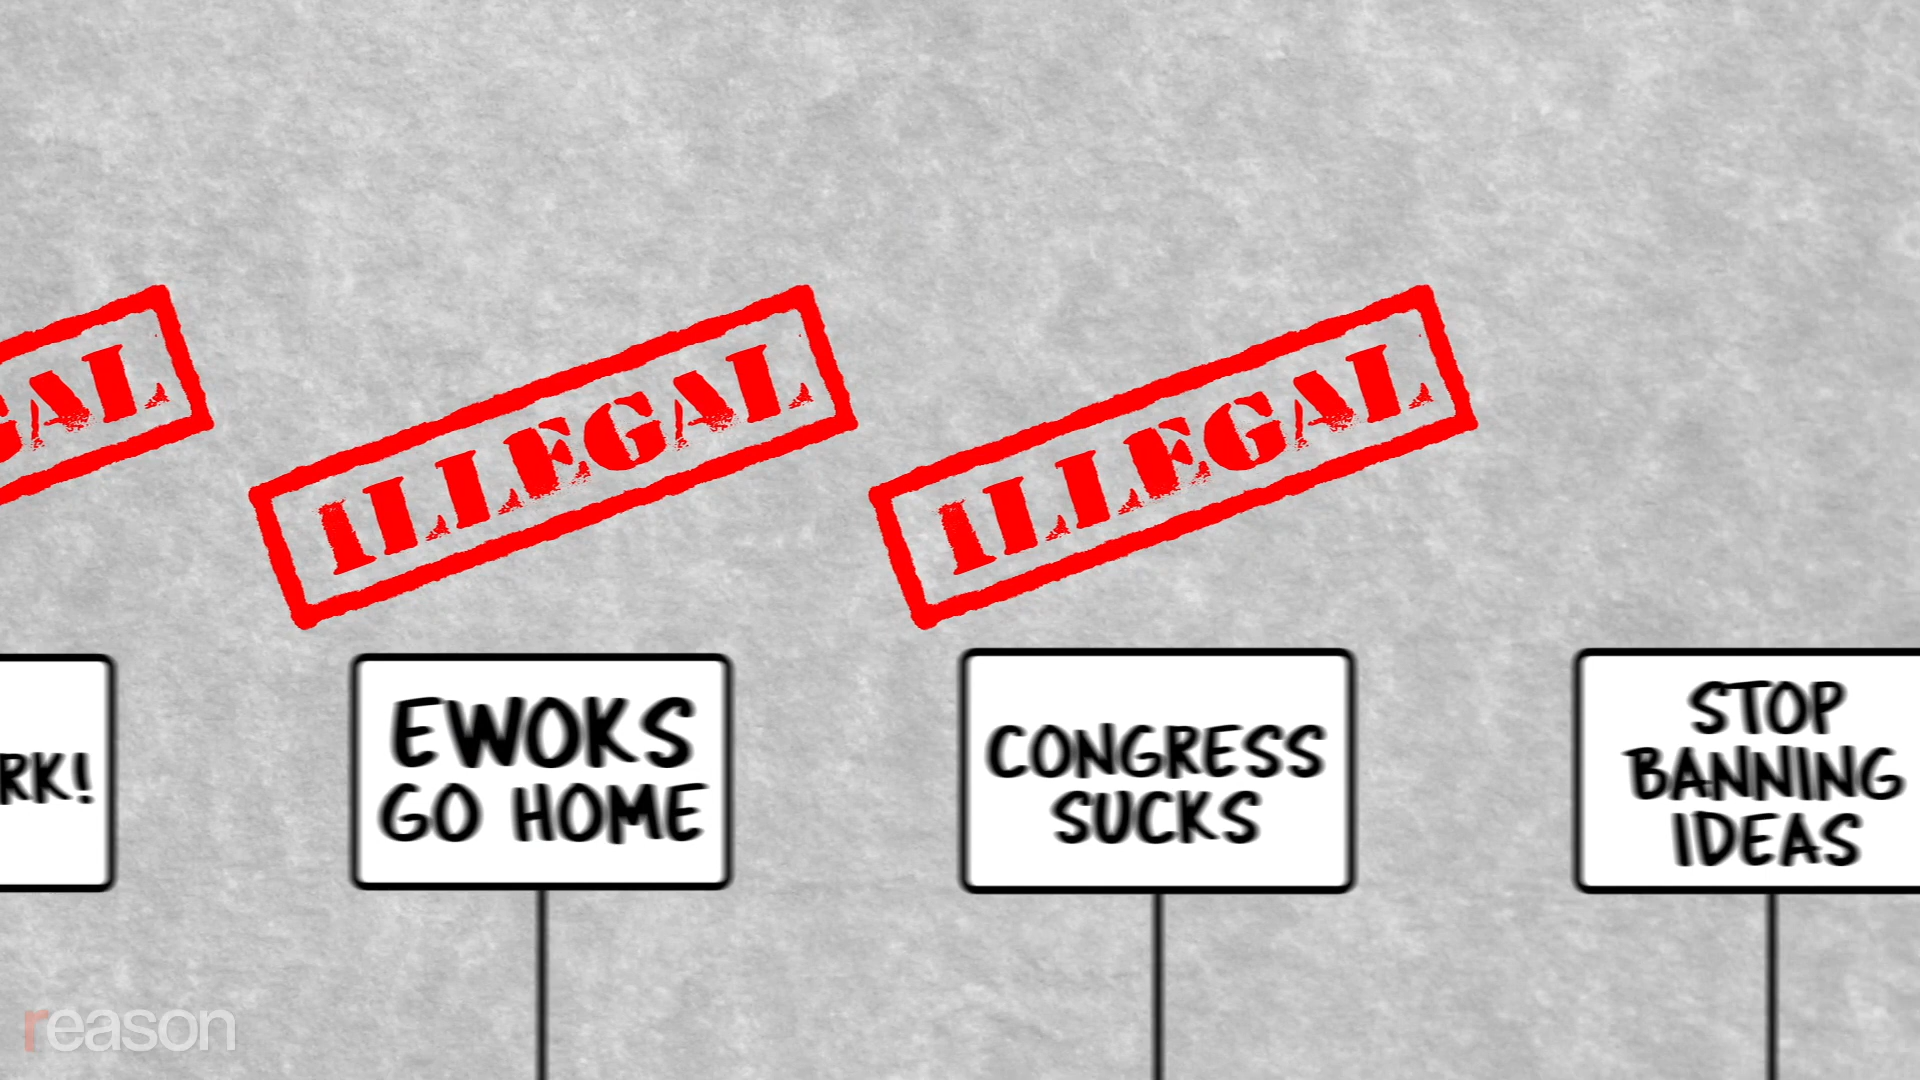 ILLEGAL
ILLEGAL
EWOKS
GO HOME
CONGRESS
SUCKS
STOP
BANNING
IDEAS
reason